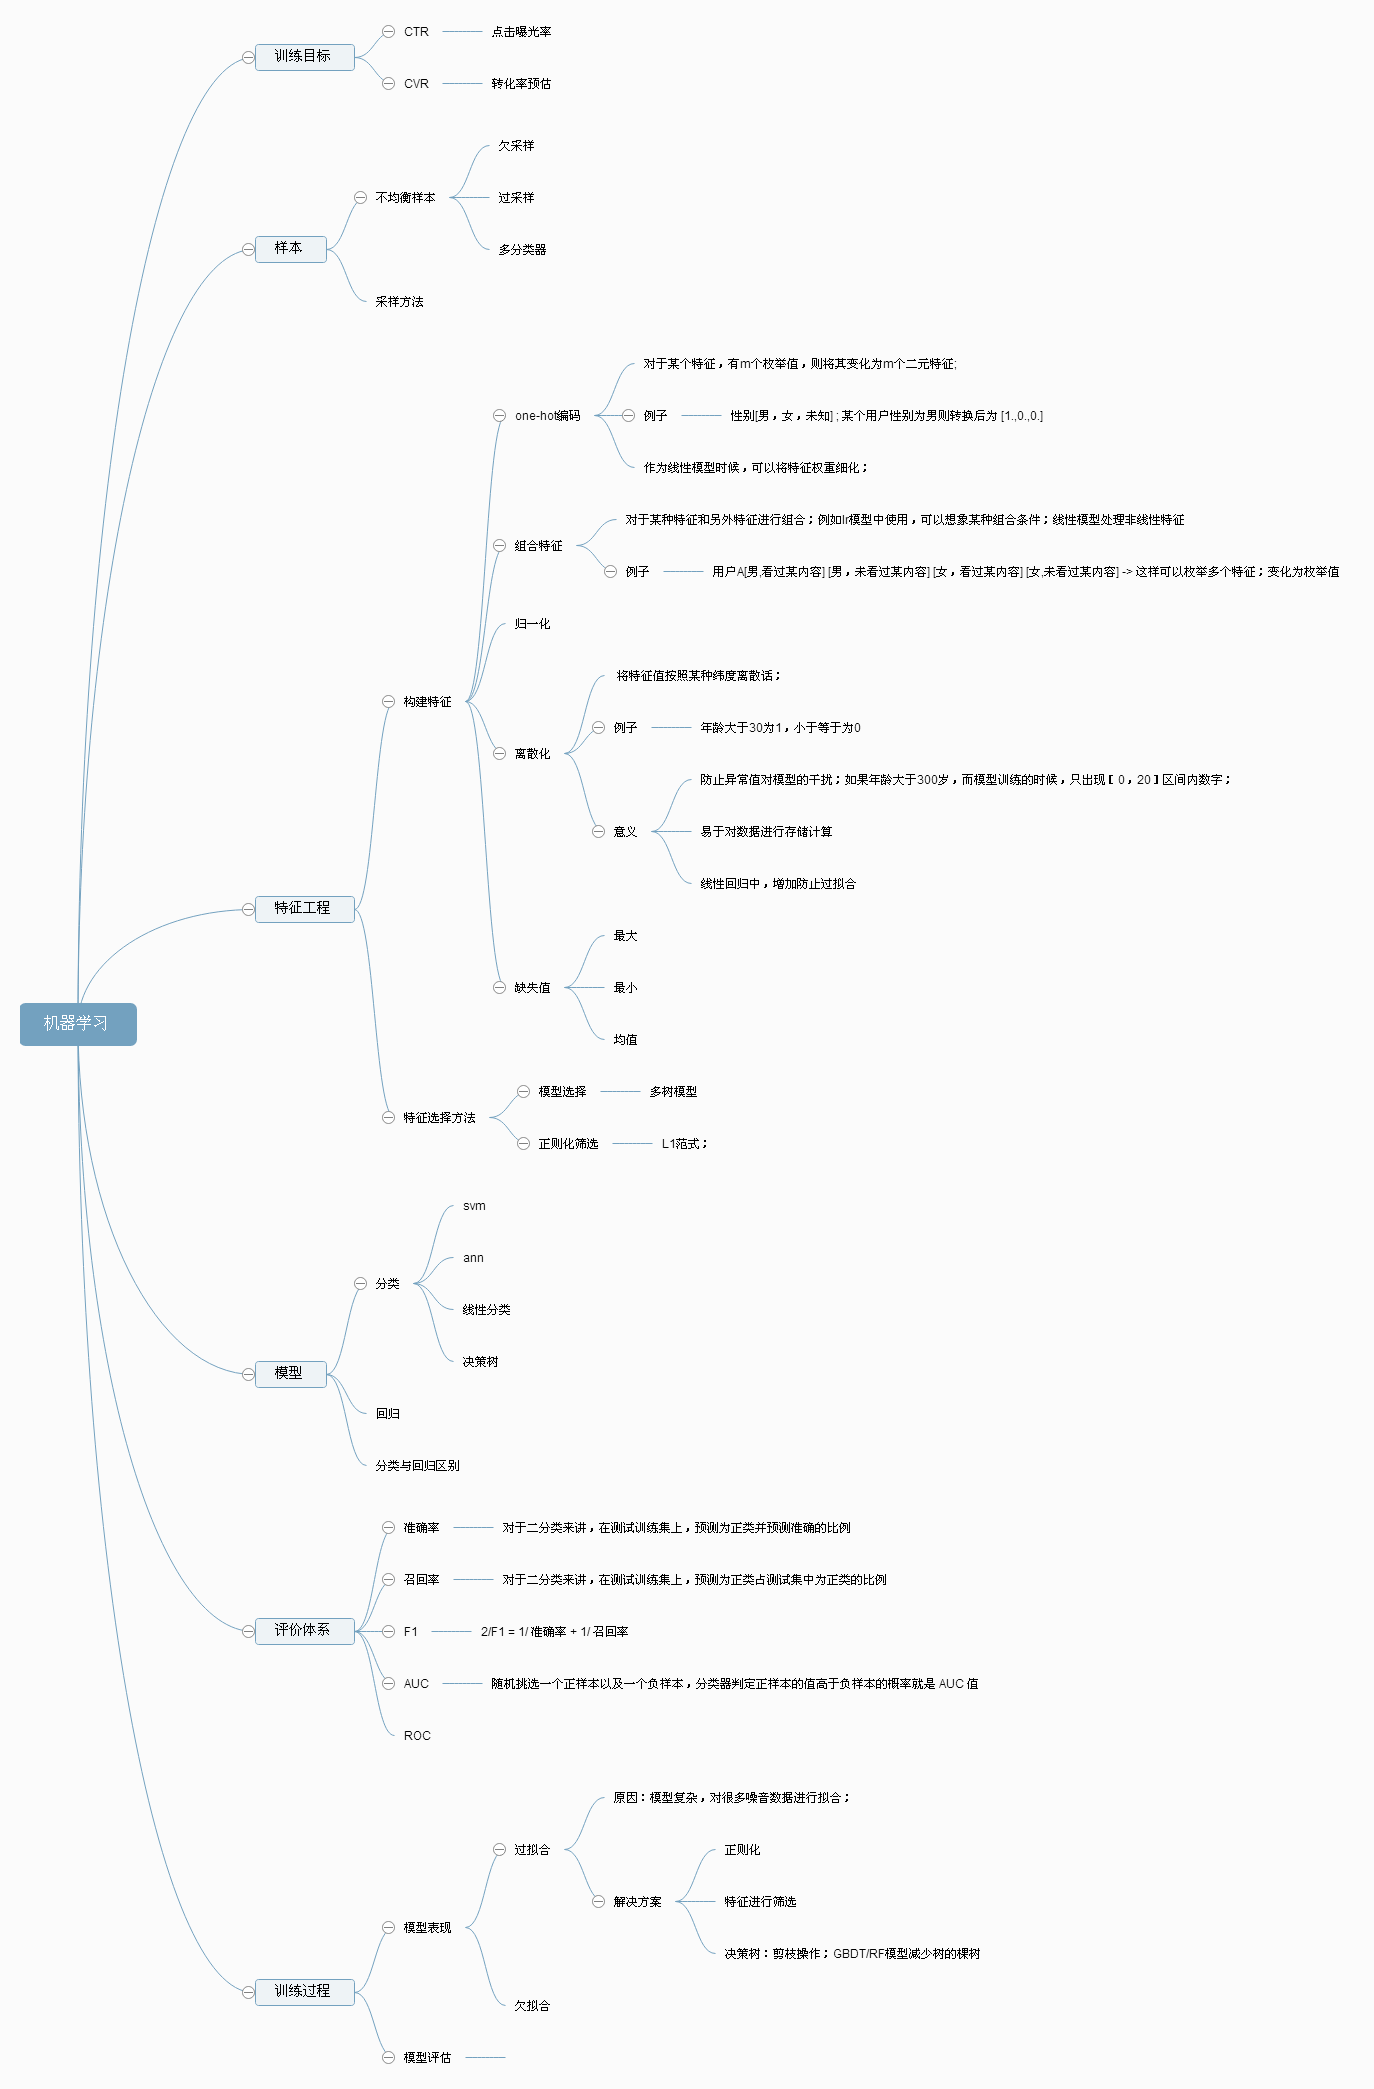 机器学习
训练目标
CTR
点击曝光率
CVR
转化率预估
样本
不均衡样本
欠采样
过采样
多分类器
采样方法
特征工程
构建特征
one-hot编码
对于某个特征，有m个枚举值，则将其变化为m个二元特征;
例子
性别[男，女，未知] ; 某个用户性别为男则转换后为 [1.,0.,0.]
作为线性模型时候，可以将特征权重细化；
组合特征
对于某种特征和另外特征进行组合；例如lr模型中使用，可以想象某种组合条件；线性模型处理非线性特征
例子
用户A[男,看过某内容] [男，未看过某内容] [女，看过某内容] [女,未看过某内容] -> 这样可以枚举多个特征；变化为枚举值
归一化
离散化
将特征值按照某种纬度离散话；
例子
年龄大于30为1，小于等于为0
意义
防止异常值对模型的干扰；如果年龄大于300岁，而模型训练的时候，只出现【0，20】区间内数字；
易于对数据进行存储计算
线性回归中，增加防止过拟合
缺失值
最大
最小
均值
特征选择方法
模型选择
多树模型
正则化筛选
L1范式；
模型
分类
svm
ann
线性分类
决策树
回归
分类与回归区别
评价体系
准确率
对于二分类来讲，在测试训练集上，预测为正类并预测准确的比例
召回率
对于二分类来讲，在测试训练集上，预测为正类占测试集中为正类的比例
F1
2/F1 = 1/ 准确率 + 1/ 召回率
AUC
随机挑选一个正样本以及一个负样本，分类器判定正样本的值高于负样本的概率就是 AUC 值
ROC
训练过程
模型表现
过拟合
原因：模型复杂，对很多噪音数据进行拟合；
解决方案
正则化
特征进行筛选
决策树：剪枝操作；GBDT/RF模型减少树的棵树
欠拟合
模型评估